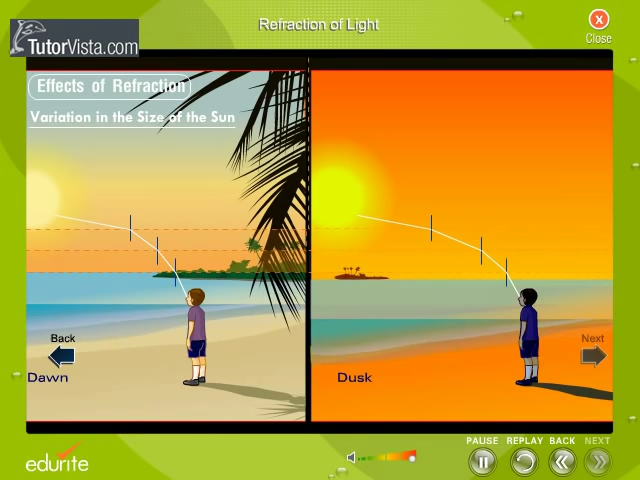 Refraction of Light
TutorVista.com
X
Close
Effects of Refraction
Variation in the Size of the Sun
Back
Next
Dawn
Dusk
PAUSE REPLAY BACK NEXT
edurite